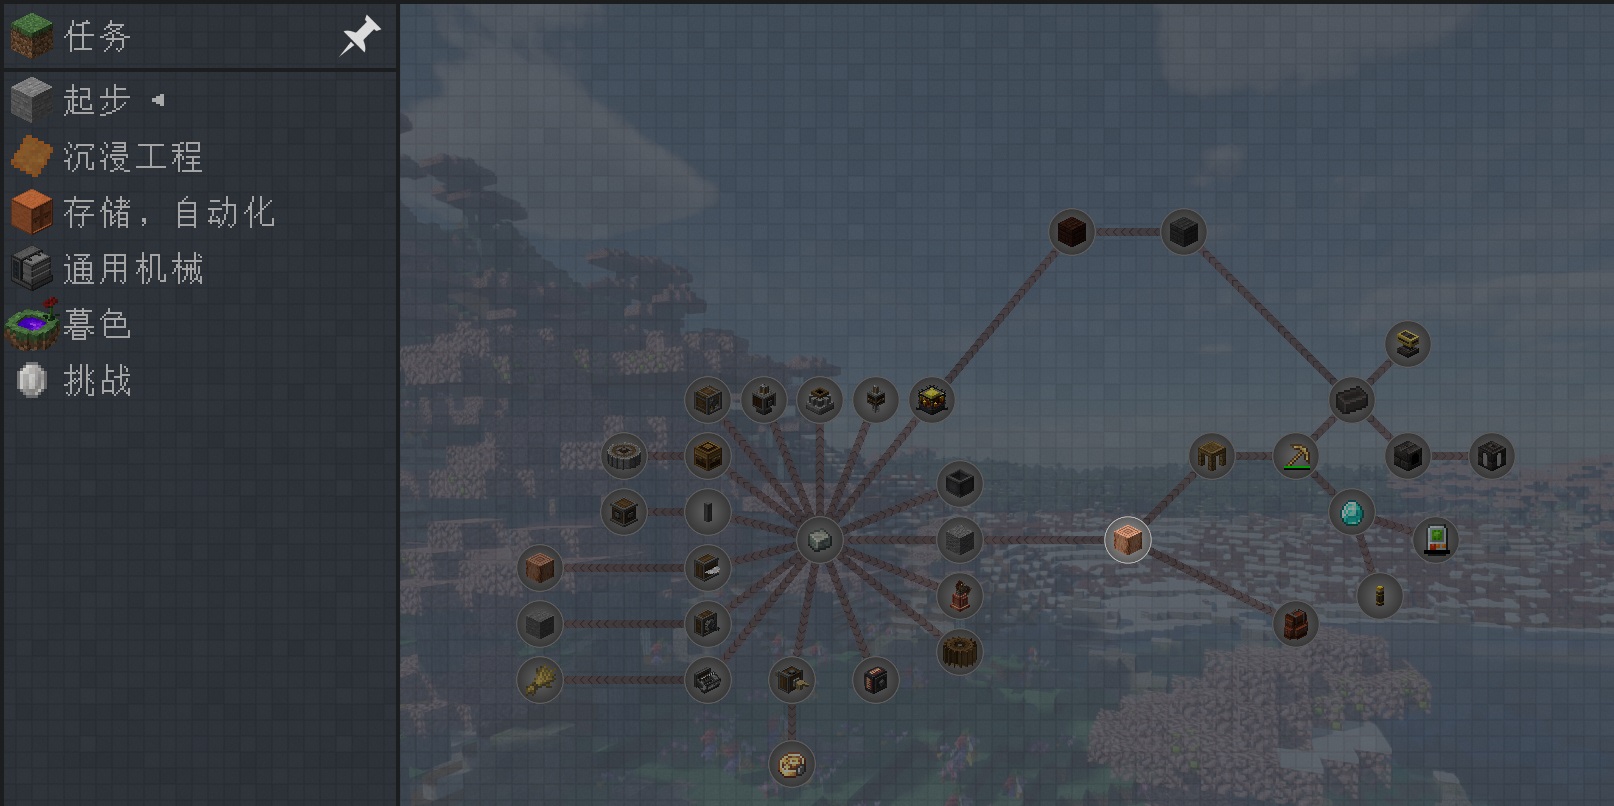 任务
起步
沉浸工程
存储，自动化
通用机械
暮色
挑战